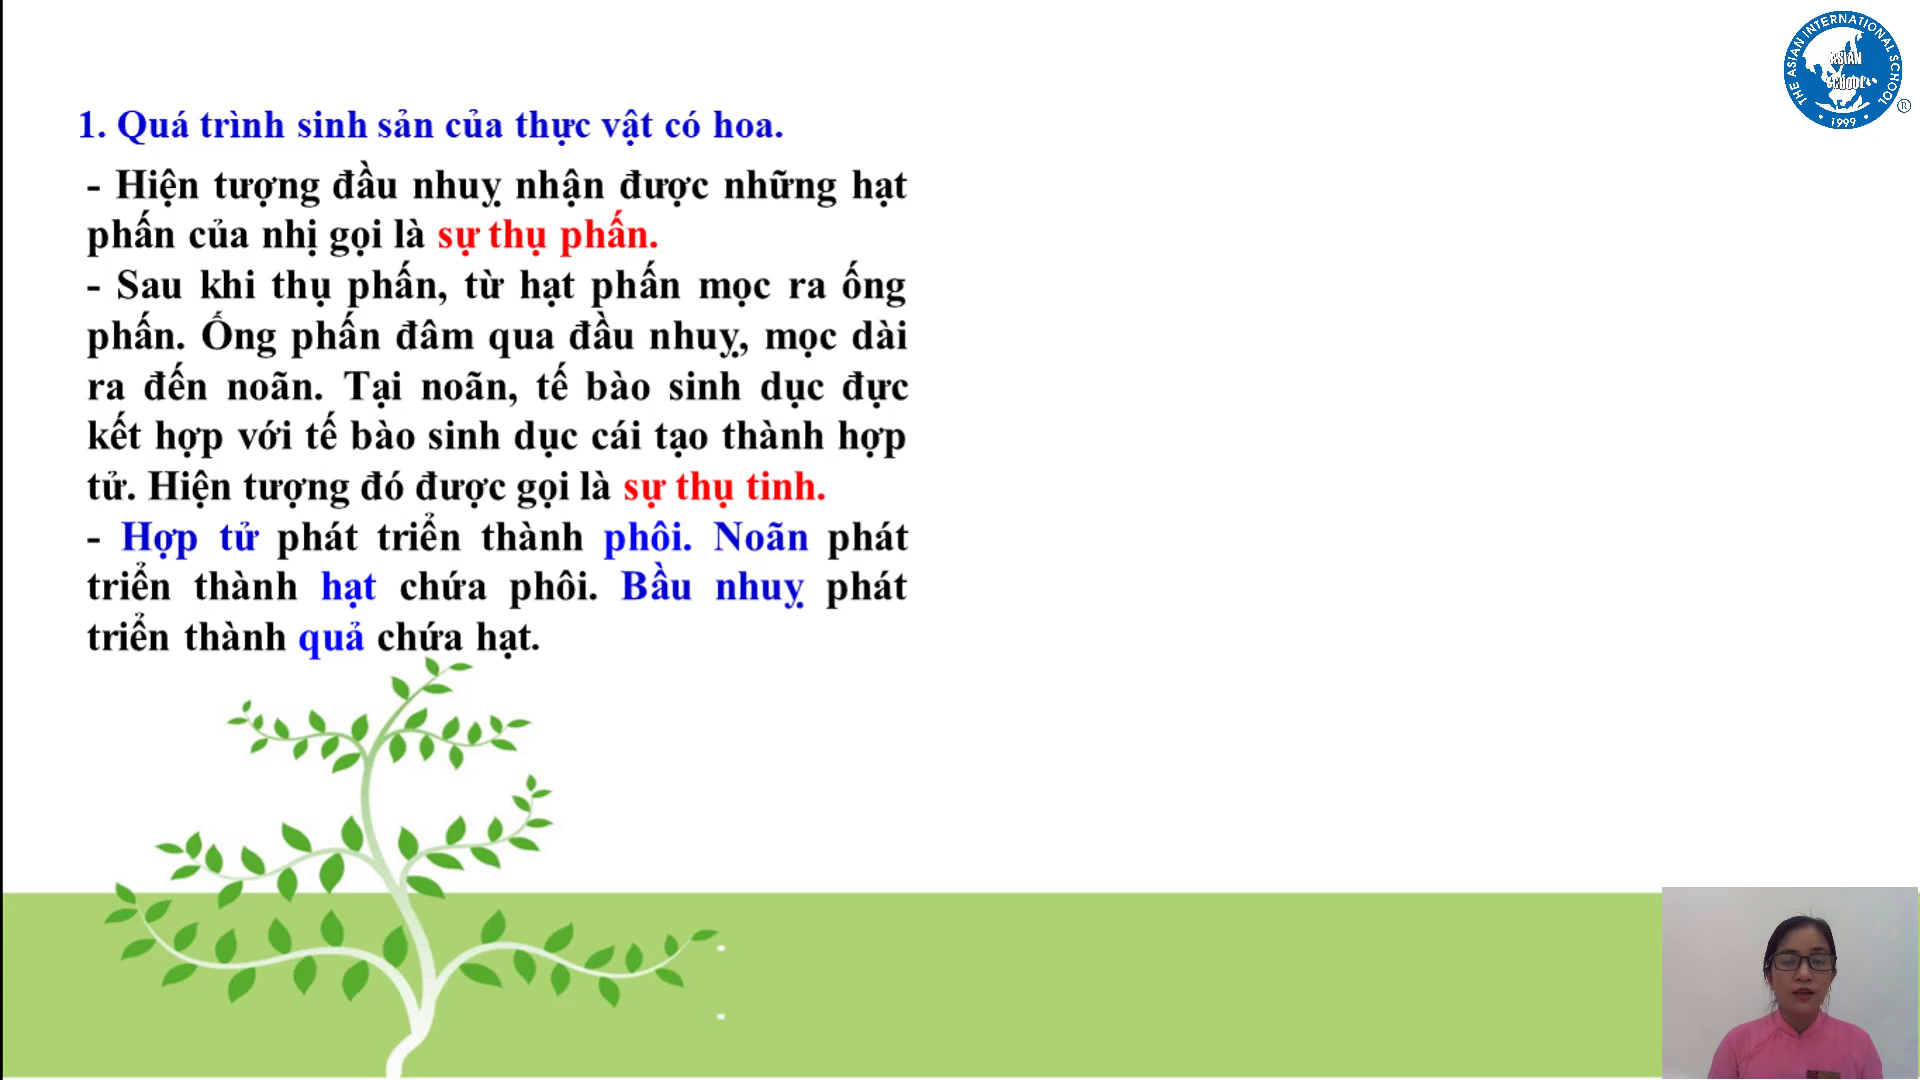 THE ASIAN INTERNATIONAL SCHOOL
ASIAN
SCHOOL
®
• 1999 •
1. Quá trình sinh sản của thực vật có hoa.
- Hiện tượng đầu nhuỵ nhận được những hạt
phấn của nhị gọi là sự thụ phấn.
- Sau khi thụ phấn, từ hạt phấn mọc ra ống
phấn. Ống phấn đâm qua đầu nhuỵ, mọc dài
ra đến noãn. Tại noãn, tế bào sinh dục đực
kết hợp với tế bào sinh dục cái tạo thành hợp
tử. Hiện tượng đó được gọi là sự thụ tinh.
- Hợp tử phát triển thành phôi. Noãn phát
triển thành hạt chứa phôi. Bầu nhuỵ phát
triển thành quả chứa hạt.